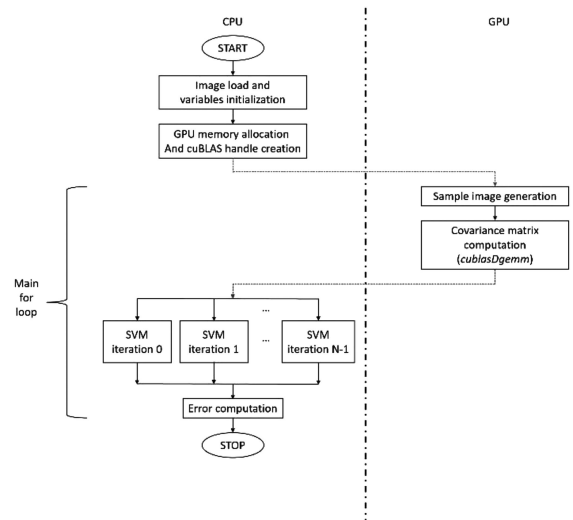 CPU
GPU
START
Image load and
variables initialization
GPU memory allocation
And cuBLAS handle creation
Sample image generation
Covariance matrix
computation
(cublasDgemm)
Main
for
loop
...
SVM
iteration 0
SVM
iteration 1
...
SVM
iteration N-1
Error computation
STOP